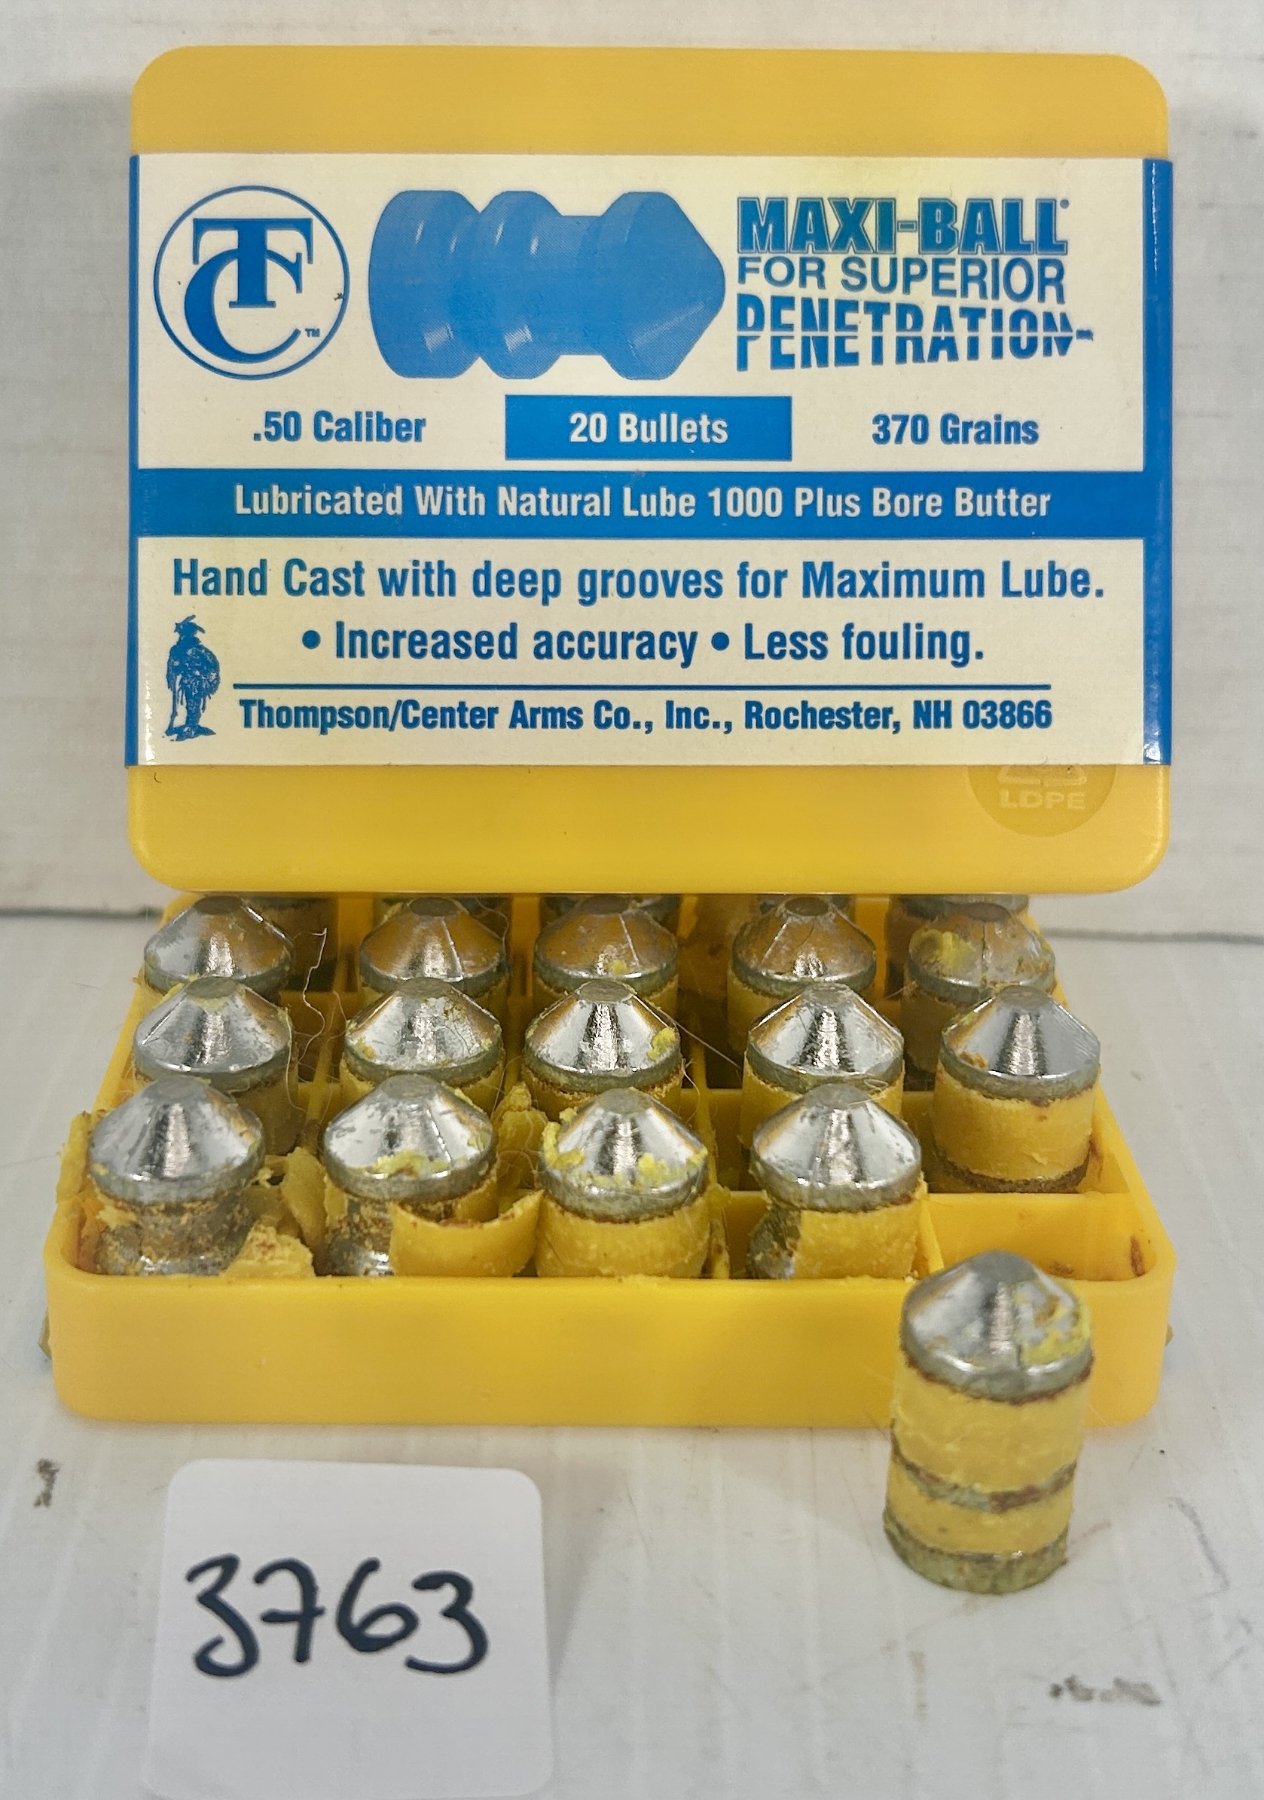 TC™
MAXI-BALL®
FOR SUPERIOR
PENETRATION™
.50 Caliber
20 Bullets
370 Grains
Lubricated With Natural Lube 1000 Plus Bore Butter
Hand Cast with deep grooves for Maximum Lube.
• Increased accuracy • Less fouling.
Thompson/Center Arms Co., Inc., Rochester, NH 03866
LDPE
3763